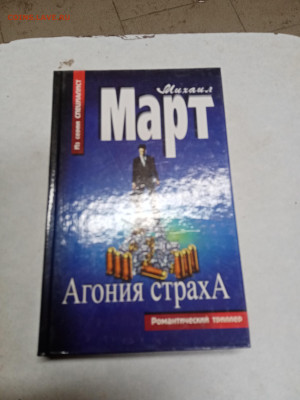 Из серии СПЕЦИАЛИСТ
Михаил
Март
Агония страхА
Романтический триллер